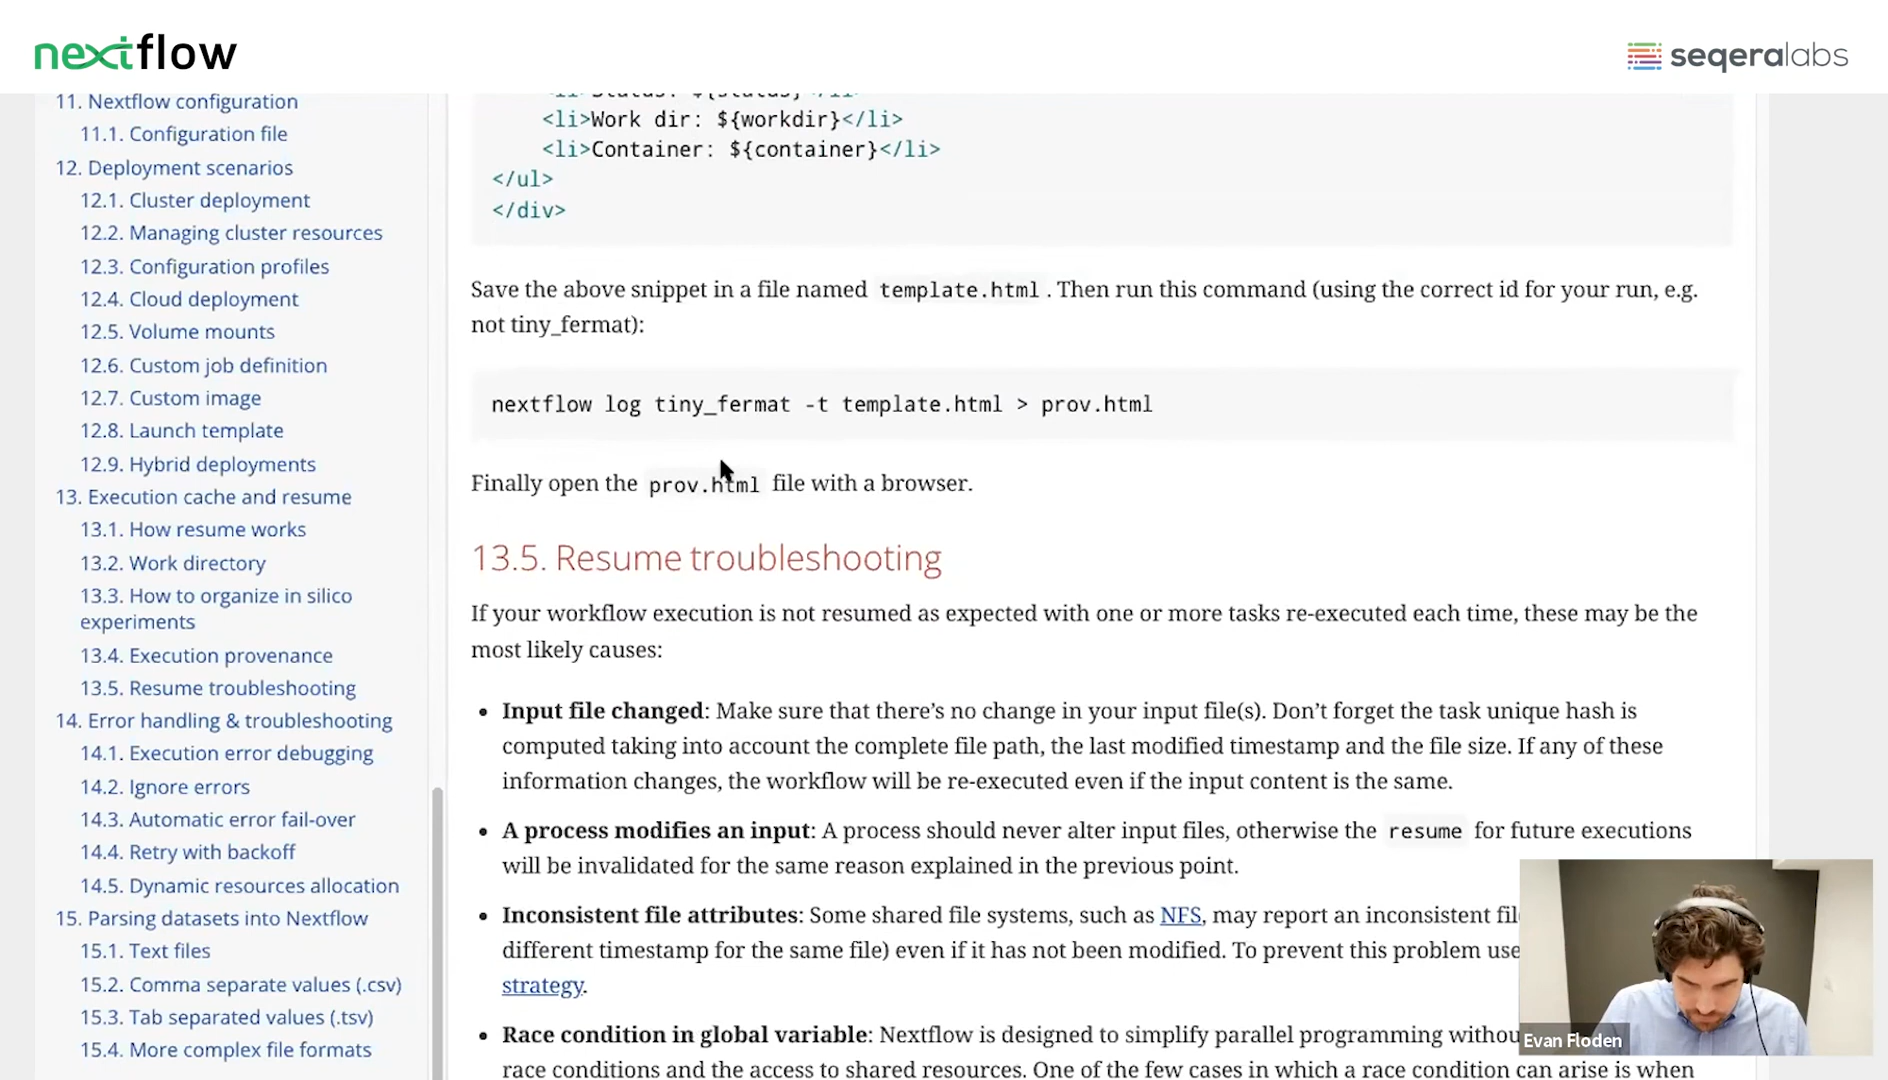 nextflow
seqeralabs
11. Nextflow configuration
11.1. Configuration file
12. Deployment scenarios
12.1. Cluster deployment
12.2. Managing cluster resources
12.3. Configuration profiles
12.4. Cloud deployment
12.5. Volume mounts
12.6. Custom job definition
12.7. Custom image
12.8. Launch template
12.9. Hybrid deployments
13. Execution cache and resume
13.1. How resume works
13.2. Work directory
13.3. How to organize in silico
experiments
13.4. Execution provenance
13.5. Resume troubleshooting
14. Error handling & troubleshooting
14.1. Execution error debugging
14.2. Ignore errors
14.3. Automatic error fail-over
14.4. Retry with backoff
14.5. Dynamic resources allocation
15. Parsing datasets into Nextflow
15.1. Text files
15.2. Comma separate values (.csv)
15.3. Tab separated values (.tsv)
15.4. More complex file formats
<li>Status: ${status}</li>
<li>Work dir: ${workdir}</li>
<li>Container: ${container}</li>
</ul>
</div>
Save the above snippet in a file named template.html. Then run this command (using the correct id for your run, e.g.
not tiny_fermat):
nextflow log tiny_fermat -t template.html > prov.html
Finally open the prov.html file with a browser.
13.5. Resume troubleshooting
If your workflow execution is not resumed as expected with one or more tasks re-executed each time, these may be the
most likely causes:
• Input file changed: Make sure that there’s no change in your input file(s). Don’t forget the task unique hash is
computed taking into account the complete file path, the last modified timestamp and the file size. If any of these
information changes, the workflow will be re-executed even if the input content is the same.
• A process modifies an input: A process should never alter input files, otherwise the resume for future executions
will be invalidated for the same reason explained in the previous point.
• Inconsistent file attributes: Some shared file systems, such as NFS, may report an inconsistent
different timestamp for the same file) even if it has not been modified. To prevent this problem use
strategy.
• Race condition in global variable: Nextflow is designed to simplify parallel programming
race conditions and the access to shared resources. One of the few cases in which a race condition can arise is when
Evan Floden